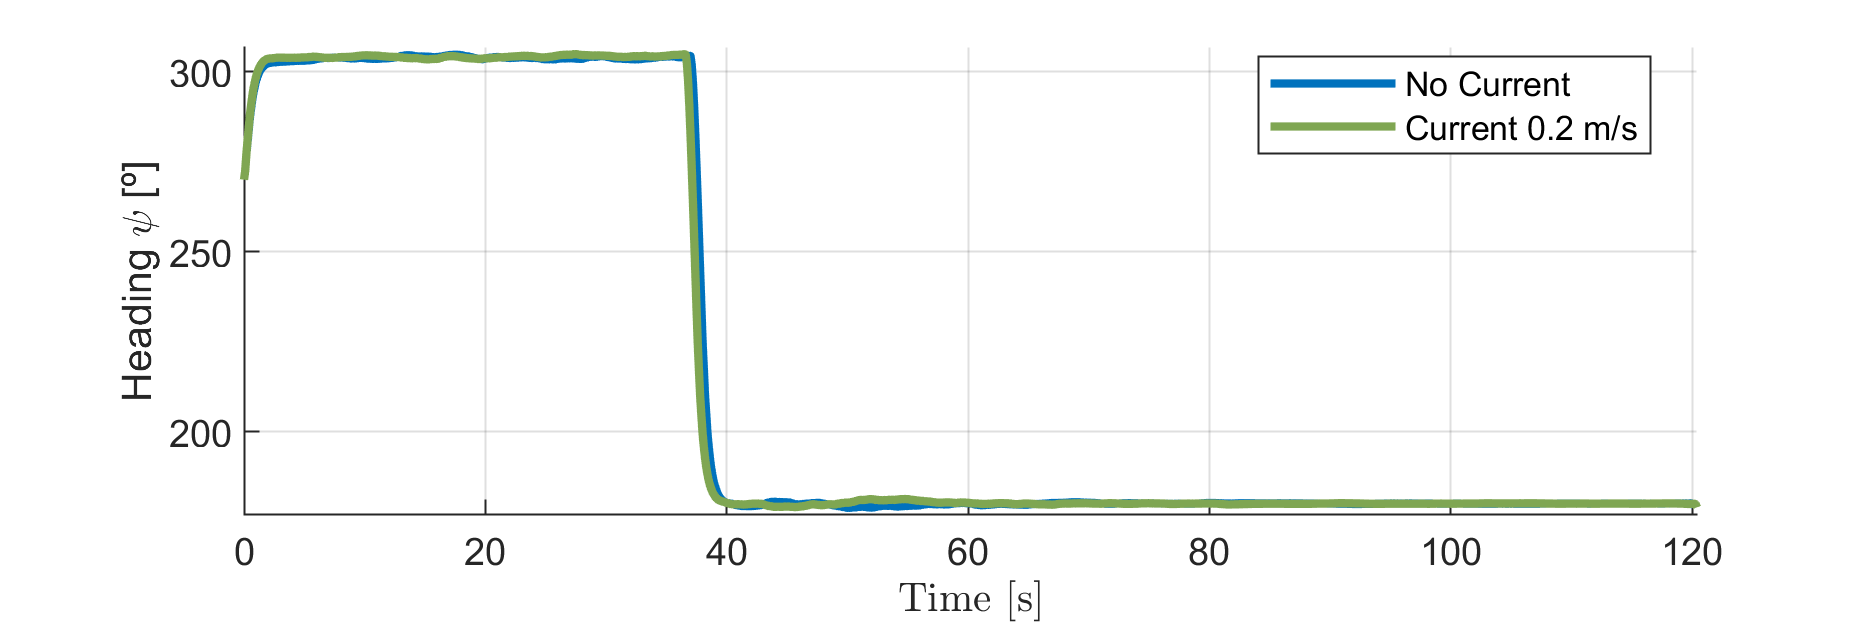 300
250
200
Heading ψ [º]
No Current
Current 0.2 m/s
0 20 40 60 80 100 120
Time [s]